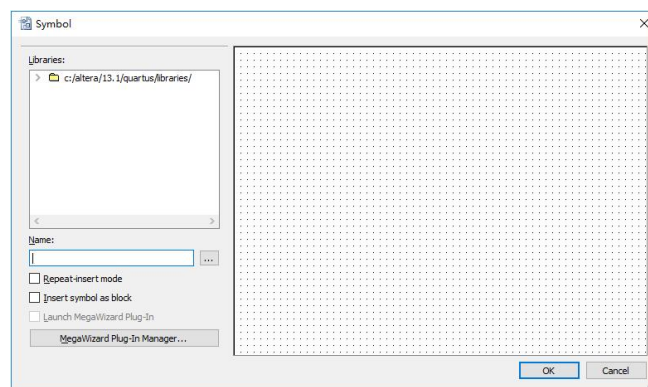 Symbol
Libraries:
c:/altera/13.1/quartus/libraries/
Name:
...
Repeat-insert mode
Insert symbol as block
Launch MegaWizard Plug-In
MegaWizard Plug-In Manager...
OK Cancel